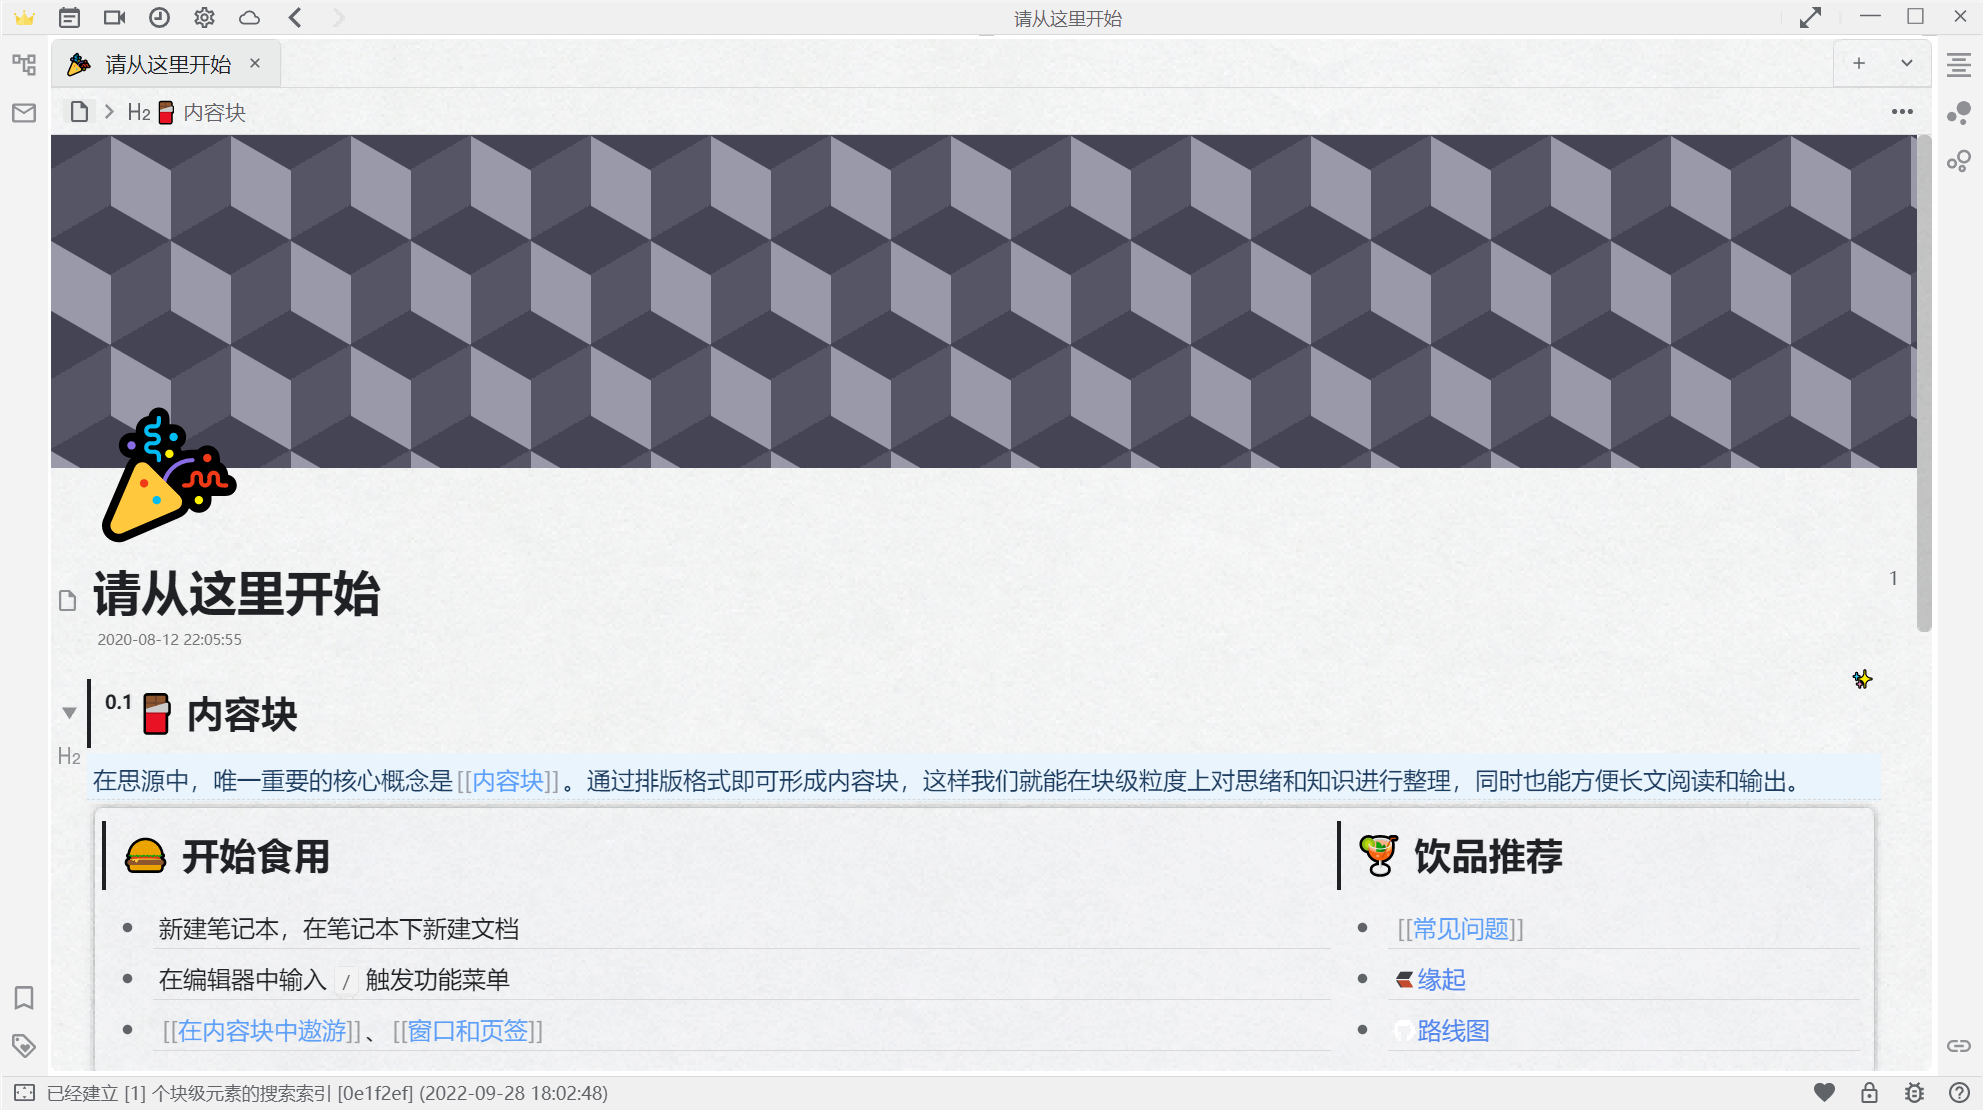 请从这里开始
请从这里开始
H2 内容块
请从这里开始
1
2020-08-12 22:05:55
0.1 内容块
H2
在思源中，唯一重要的核心概念是[[内容块]]。通过排版格式即可形成内容块，这样我们就能在块级粒度上对思绪和知识进行整理，同时也能方便长文阅读和输出。
开始食用
新建笔记本，在笔记本下新建文档
在编辑器中输入 / 触发功能菜单
[[在内容块中遨游]]、[[窗口和页签]]
饮品推荐
[[常见问题]]
缘起
路线图
已经建立 [1] 个块级元素的搜索索引 [0e1f2ef] (2022-09-28 18:02:48)